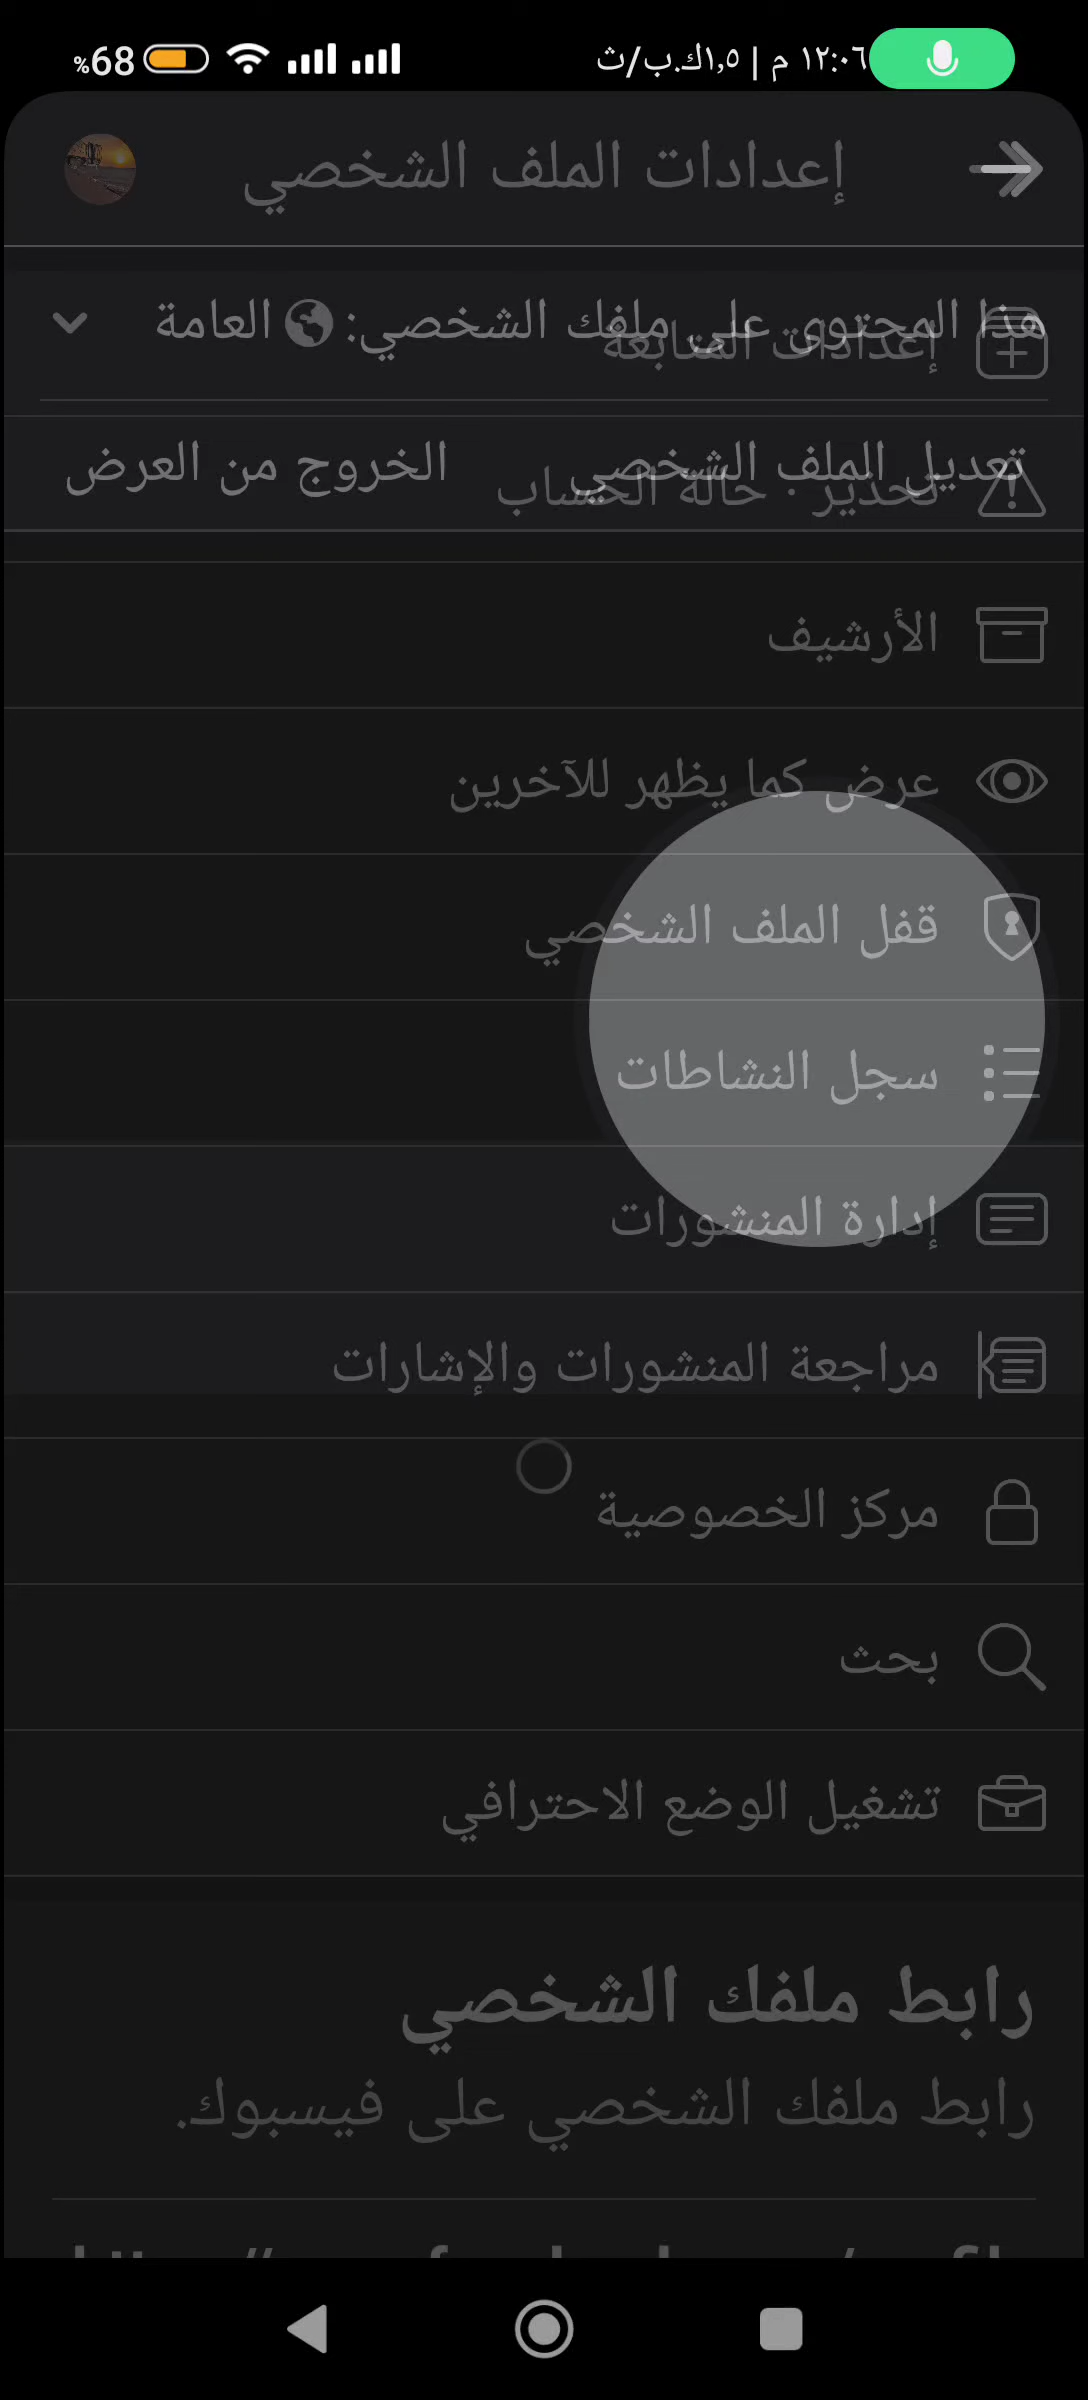 %68
١٢:٠٦ م | ١,٥ك.ب/ث
إعدادات الملف الشخصي
هذا المحتوى على ملفك الشخصي: العامة
إعدادات المتابعة
تعديل الملف الشخصي
الخروج من العرض
تحذير · حالة الحساب
الأرشيف
عرض كما يظهر للآخرين
قفل الملف الشخصي
سجل النشاطات
إدارة المنشورات
مراجعة المنشورات والإشارات
مركز الخصوصية
بحث
تشغيل الوضع الاحترافي
رابط ملفك الشخصي
رابط ملفك الشخصي على فيسبوك.